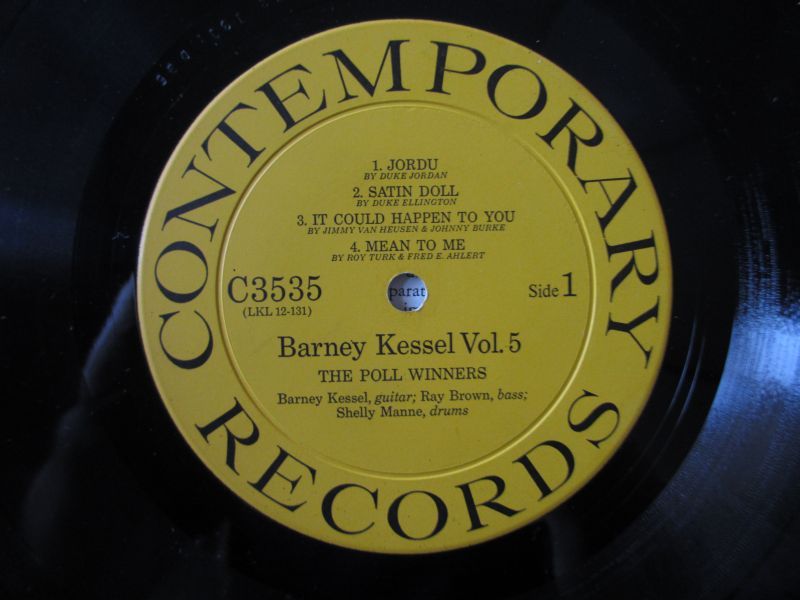 CONTEMPORARY
1. JORDU
BY DUKE JORDAN
2. SATIN DOLL
BY DUKE ELLINGTON
3. IT COULD HAPPEN TO YOU
BY JIMMY VAN HEUSEN & JOHNNY BURKE
4. MEAN TO ME
BY ROY TURK & FRED E. AHLERT
C3535
(LKL 12-131)
parat
Side 1
Barney Kessel Vol. 5
THE POLL WINNERS
Barney Kessel, guitar; Ray Brown, bass;
Shelly Manne, drums
RECORDS